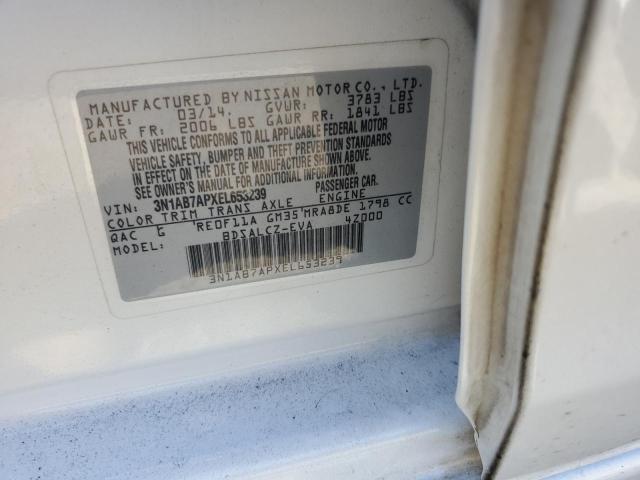 MANUFACTURED BY NISSAN MOTOR CO., LTD.
DATE: 03/14. GVWR: 3783 LBS
GAWR FR: 2006 LBS GAWR RR: 1841 LBS
THIS VEHICLE CONFORMS TO ALL APPLICABLE FEDERAL MOTOR
VEHICLE SAFETY, BUMPER AND THEFT PREVENTION STANDARDS
IN EFFECT ON THE DATE OF MANUFACTURE SHOWN ABOVE.
SEE OWNER'S MANUAL FOR ADDITIONAL INFORMATION.
VIN: 3N1AB7APXEL653239 PASSENGER CAR.
COLOR TRIM TRANS AXLE ENGINE
QAC G RE0F11A GM35 MRA8DE 1798 CC
MODEL: BDSALCZ-EVA 4Z000
3N1AB7APXEL653239